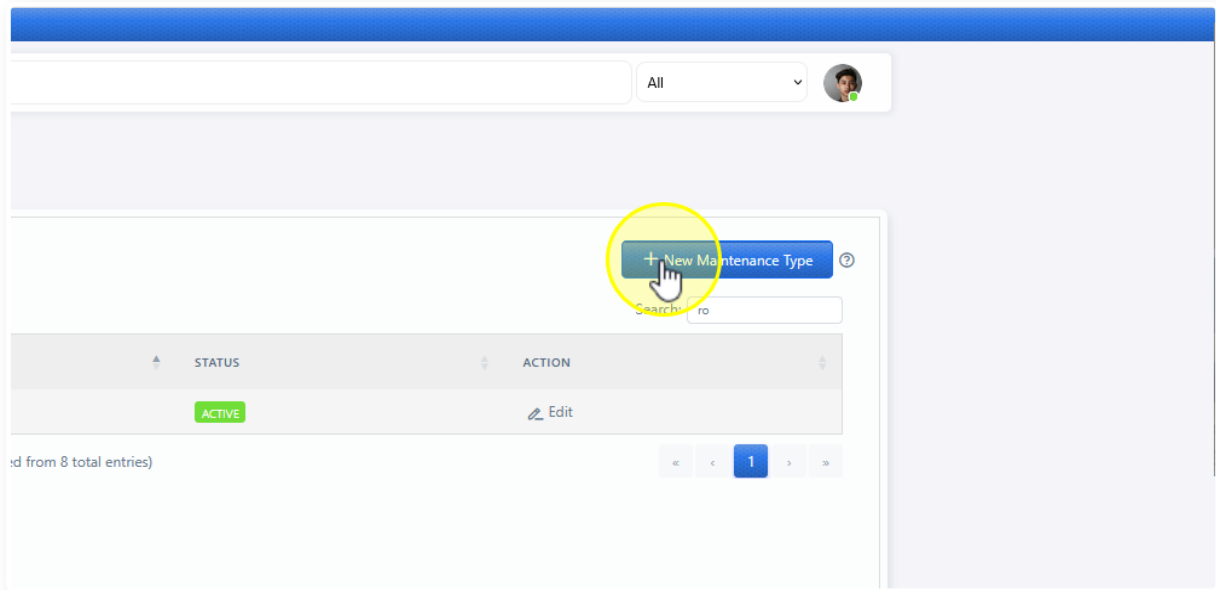 All
New Maintenance Type
Search: ro
STATUS ACTION
ACTIVE Edit
ed from 8 total entries)
« ‹ 1 › »